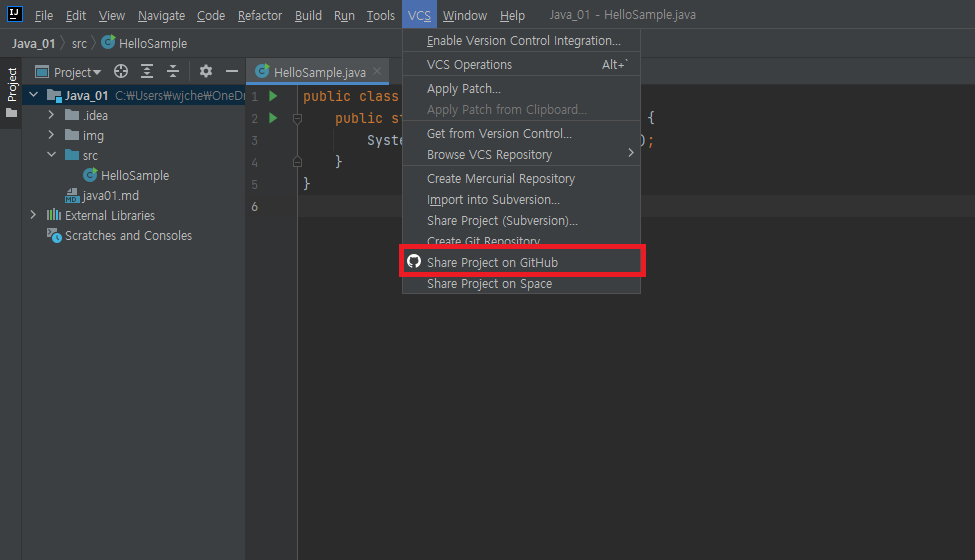 IJ File Edit View Navigate Code Refactor Build Run Tools VCS Window Help Java_01 - HelloSample.java
Java_01 src HelloSample
Project
Project
HelloSample.java
Java_01 C:₩Users₩wjche₩OneDr
.idea
img
src
HelloSample
java01.md
External Libraries
Scratches and Consoles
1 public class
2 public st {
3 Syste );
4 }
5 }
6
Enable Version Control Integration...
VCS Operations Alt+`
Apply Patch...
Apply Patch from Clipboard...
Get from Version Control...
Browse VCS Repository
Create Mercurial Repository
Import into Subversion...
Share Project (Subversion)...
Create Git Repository...
Share Project on GitHub
Share Project on Space